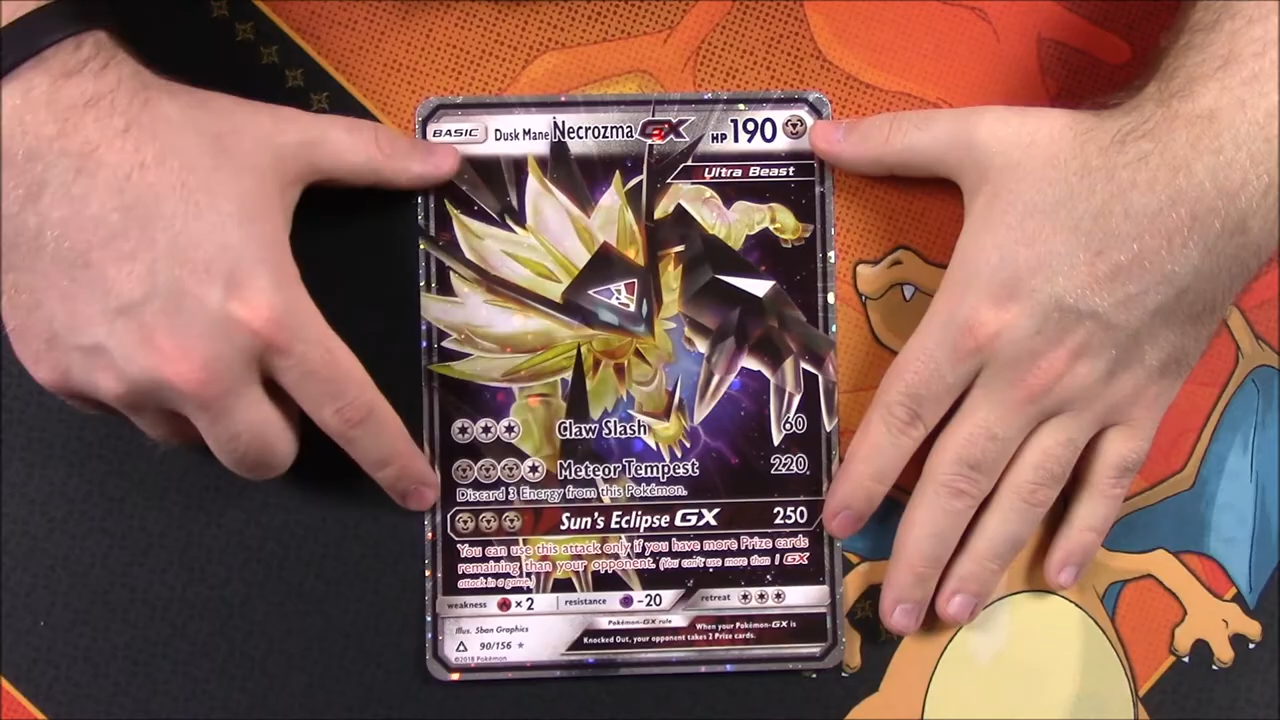 BASIC Dusk Mane Necrozma GX HP 190
Ultra Beast
Claw Slash 60
Meteor Tempest 220
Discard 3 Energy from this Pokémon.
Sun's Eclipse GX 250
You can use this attack only if you have more Prize cards
remaining than your opponent. (You can't use more than 1 GX
attack in a game.)
weakness ×2 resistance -20 retreat
Illus. 5ban Graphics
Pokémon-GX rule
When your Pokémon-GX is
Knocked Out, your opponent takes 2 Prize cards.
90/156
©2018 Pokémon